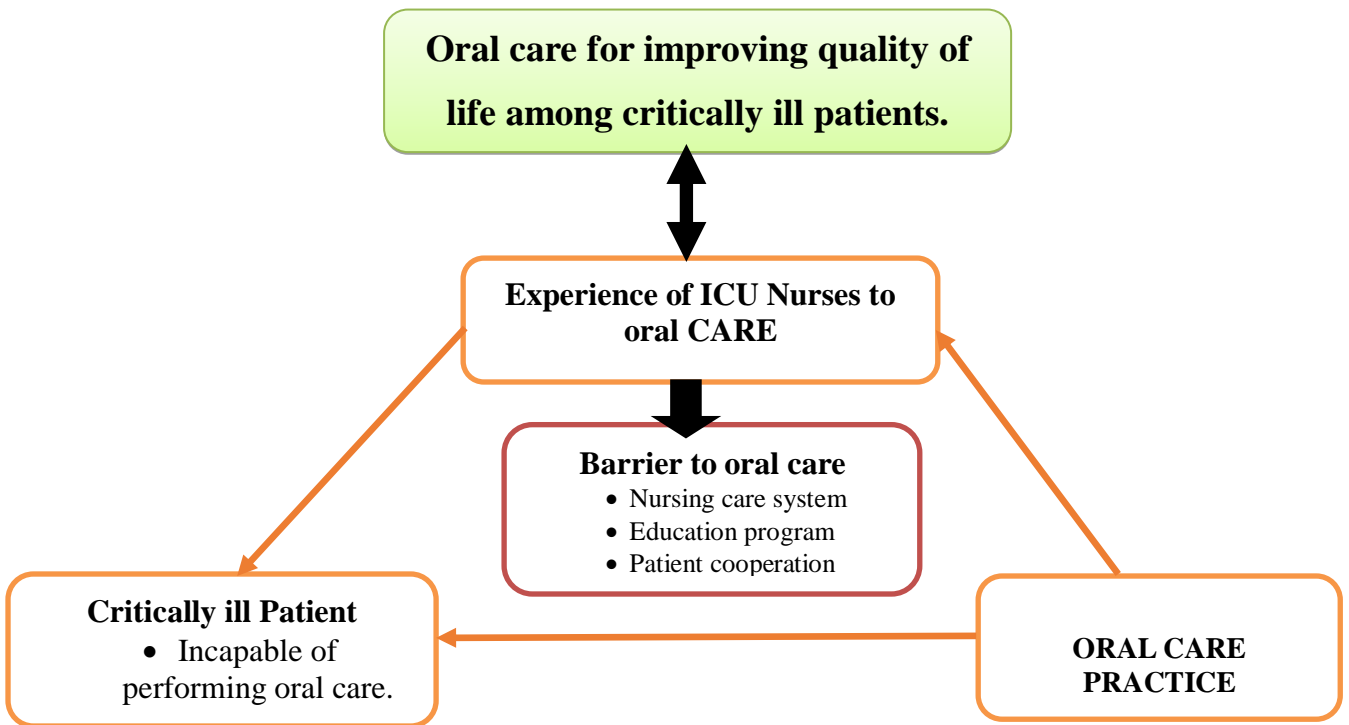 Oral care for improving quality of
life among critically ill patients.
Experience of ICU Nurses to
oral CARE
Barrier to oral care
• Nursing care system
• Education program
• Patient cooperation
Critically ill Patient
• Incapable of
performing oral care.
ORAL CARE
PRACTICE